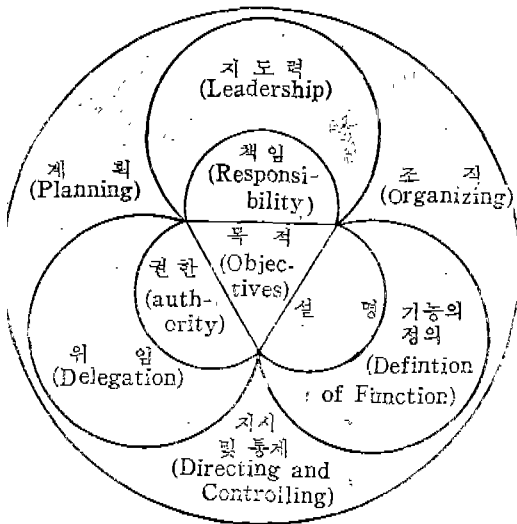 지 도 력
(Leadership)
책 임
(Responsi-
bility)
계 획
(Planning)
조 직
(Organizing)
목 적
(Objec-
tives)
권한
(auth-
ority)
설 명
기능의
정의
(Defintion
of Function)
위 임
(Delegation)
지시
및 통제
(Directing and
Controlling)